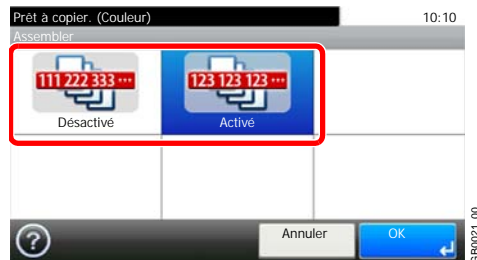 Prêt à copier. (Couleur) 10:10
Assembler
111 222 333 ··· 123 123 123 ···
Désactivé Activé
? Annuler OK
GB0021_00